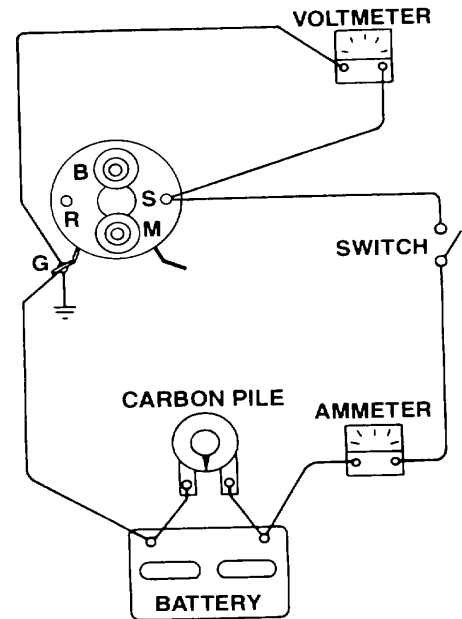 VOLTMETER
B
S
R
M
G
SWITCH
CARBON PILE
AMMETER
BATTERY